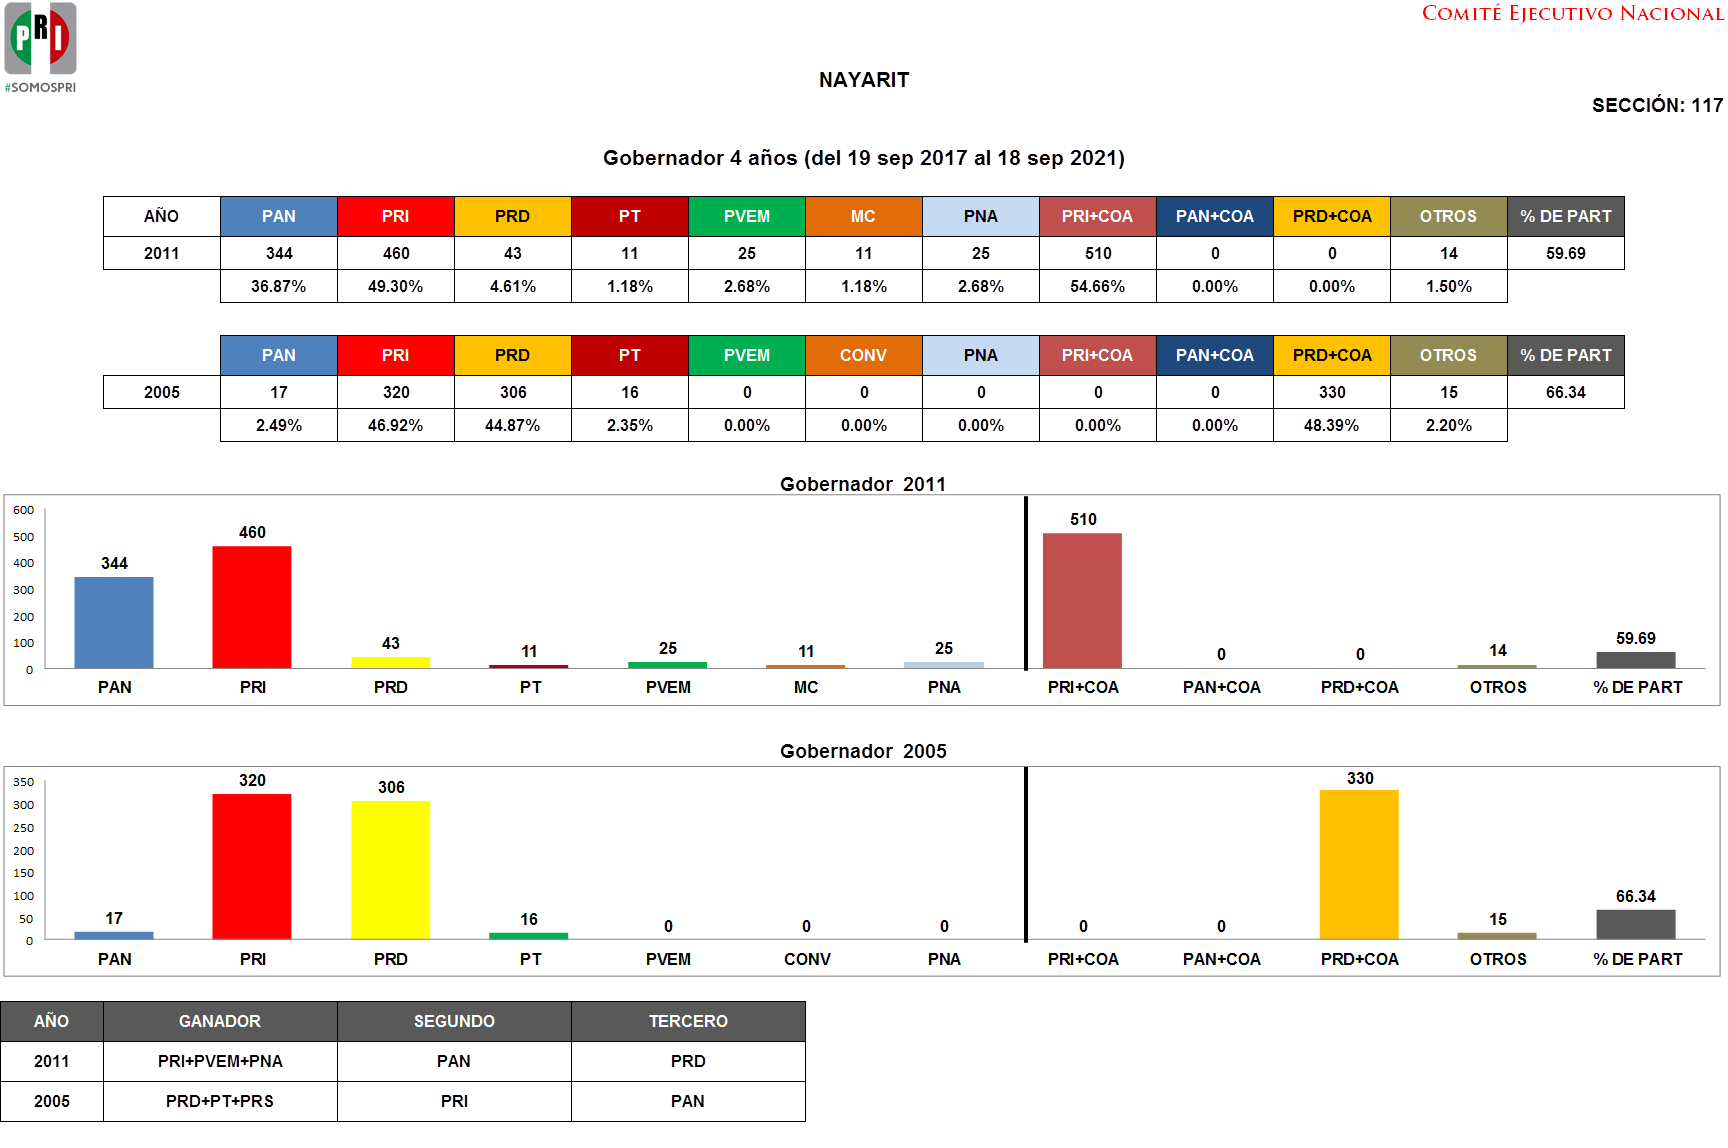 PRI
#SOMOSPRI
COMITÉ EJECUTIVO NACIONAL
NAYARIT
SECCIÓN: 117
Gobernador 4 años (del 19 sep 2017 al 18 sep 2021)
AÑO PAN PRI PRD PT PVEM MC PNA PRI+COA PAN+COA PRD+COA OTROS % DE PART
2011 344 460 43 11 25 11 25 510 0 0 14 59.69
36.87% 49.30% 4.61% 1.18% 2.68% 1.18% 2.68% 54.66% 0.00% 0.00% 1.50%
PAN PRI PRD PT PVEM CONV PNA PRI+COA PAN+COA PRD+COA OTROS % DE PART
2005 17 320 306 16 0 0 0 0 0 330 15 66.34
2.49% 46.92% 44.87% 2.35% 0.00% 0.00% 0.00% 0.00% 0.00% 48.39% 2.20%
Gobernador 2011
600
500
400
300
200
100
0
344 460 43 11 25 11 25 510 0 0 14 59.69
PAN PRI PRD PT PVEM MC PNA PRI+COA PAN+COA PRD+COA OTROS % DE PART
Gobernador 2005
350
300
250
200
150
100
50
0
17 320 306 16 0 0 0 0 0 330 15 66.34
PAN PRI PRD PT PVEM CONV PNA PRI+COA PAN+COA PRD+COA OTROS % DE PART
AÑO GANADOR SEGUNDO TERCERO
2011 PRI+PVEM+PNA PAN PRD
2005 PRD+PT+PRS PRI PAN